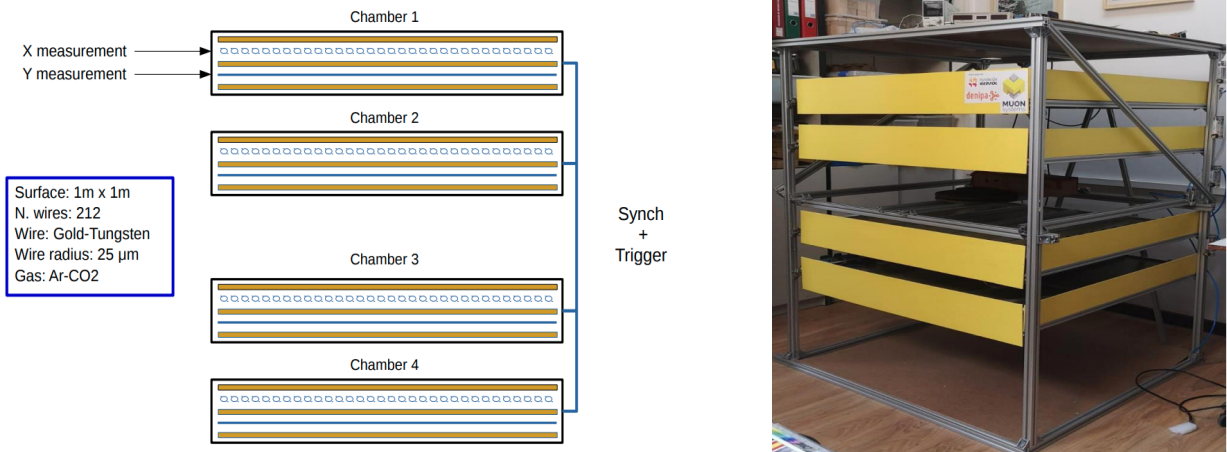 Chamber 1
X measurement
Y measurement
Chamber 2
Surface: 1m x 1m
N. wires: 212
Wire: Gold-Tungsten
Wire radius: 25 µm
Gas: Ar-CO2
Synch
+
Trigger
Chamber 3
Chamber 4
denipa
MUON